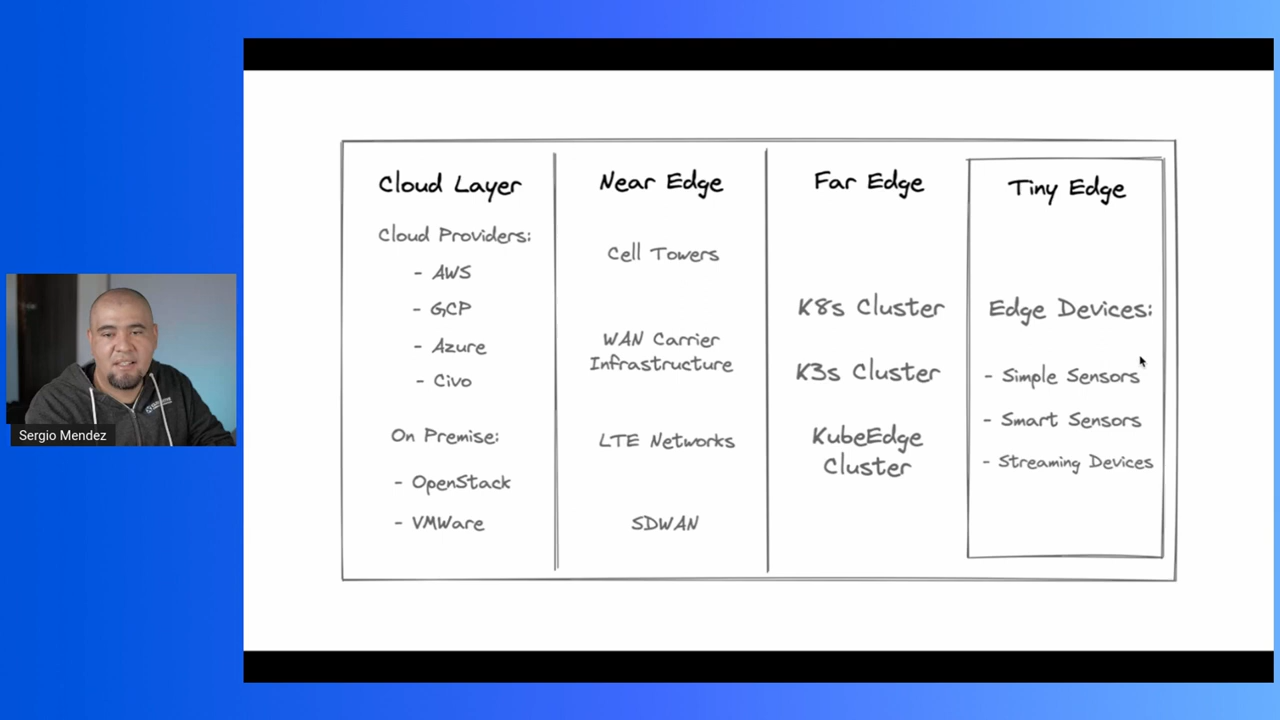 Cloud Layer
Cloud Providers:
- AWS
- GCP
- Azure
- Civo
On Premise:
- OpenStack
- VMWare
Near Edge
Cell Towers
WAN Carrier
Infrastructure
LTE Networks
SDWAN
Far Edge
K8s Cluster
K3s Cluster
KubeEdge
Cluster
Tiny Edge
Edge Devices:
- Simple Sensors
- Smart Sensors
- Streaming Devices
Sergio Mendez